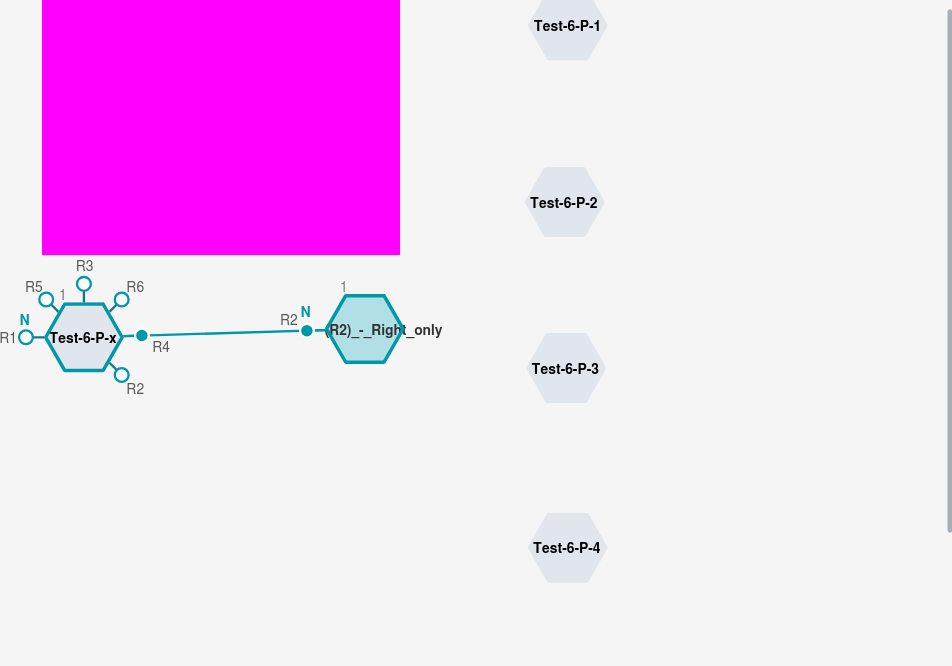 Test-6-P-1
Test-6-P-2
R3
R5
1
R6
N
R1
Test-6-P-x
R4
R2
1
N
R2
(R2)_-_Right_only
Test-6-P-3
Test-6-P-4